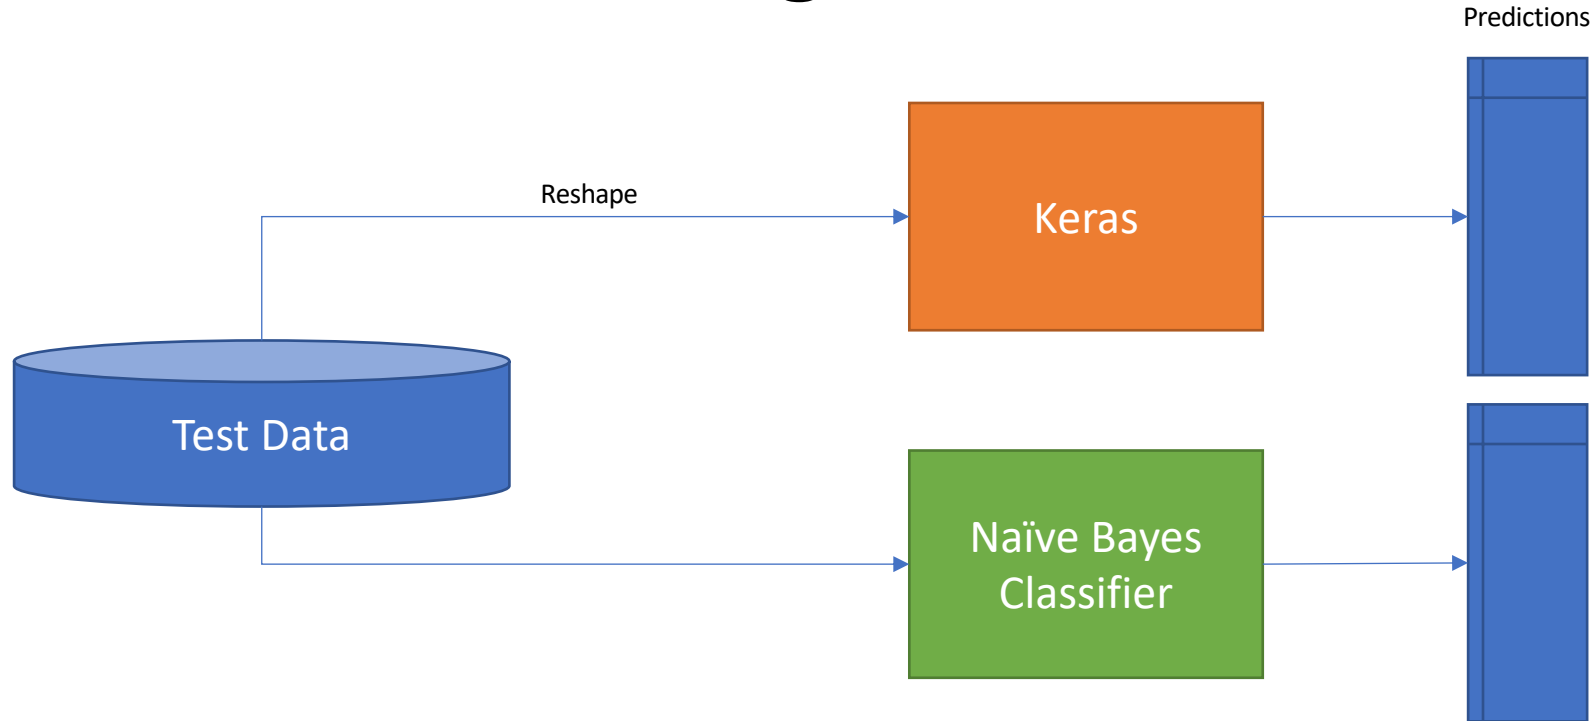 Predictions
Reshape
Keras
Test Data
Naïve Bayes
Classifier